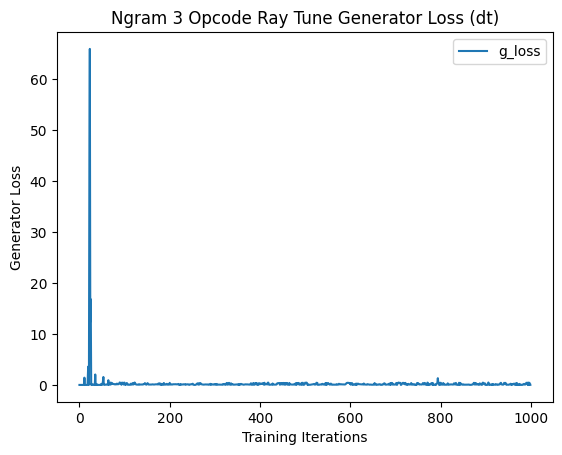 Ngram 3 Opcode Ray Tune Generator Loss (dt)
g_loss
60
50
40
30
20
10
0
Generator Loss
0 200 400 600 800 1000
Training Iterations